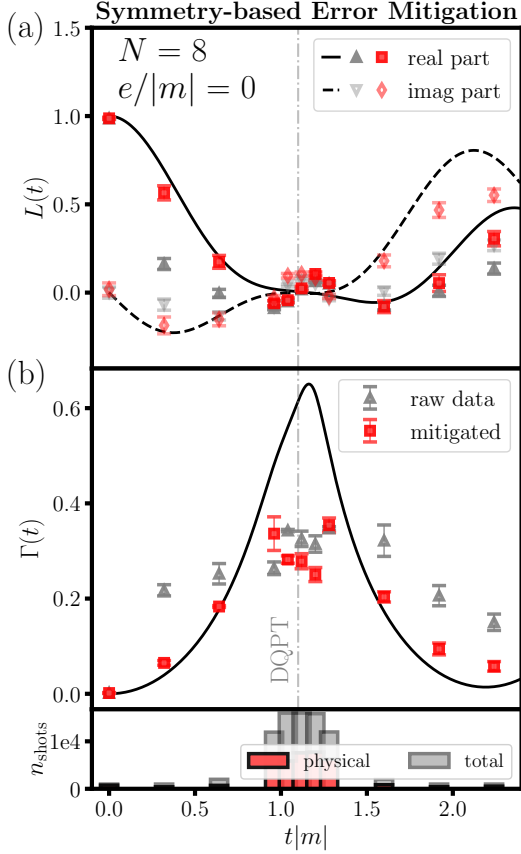 Symmetry-based Error Mitigation
(a)
N = 8
e/|m| = 0
real part
imag part
1.5
1.0
0.5
0.0
L(t)
(b)
raw data
mitigated
0.6
0.4
0.2
0.0
Γ(t)
DQPT
1e4
0
n_shots
physical
total
0.0 0.5 1.0 1.5 2.0
t|m|